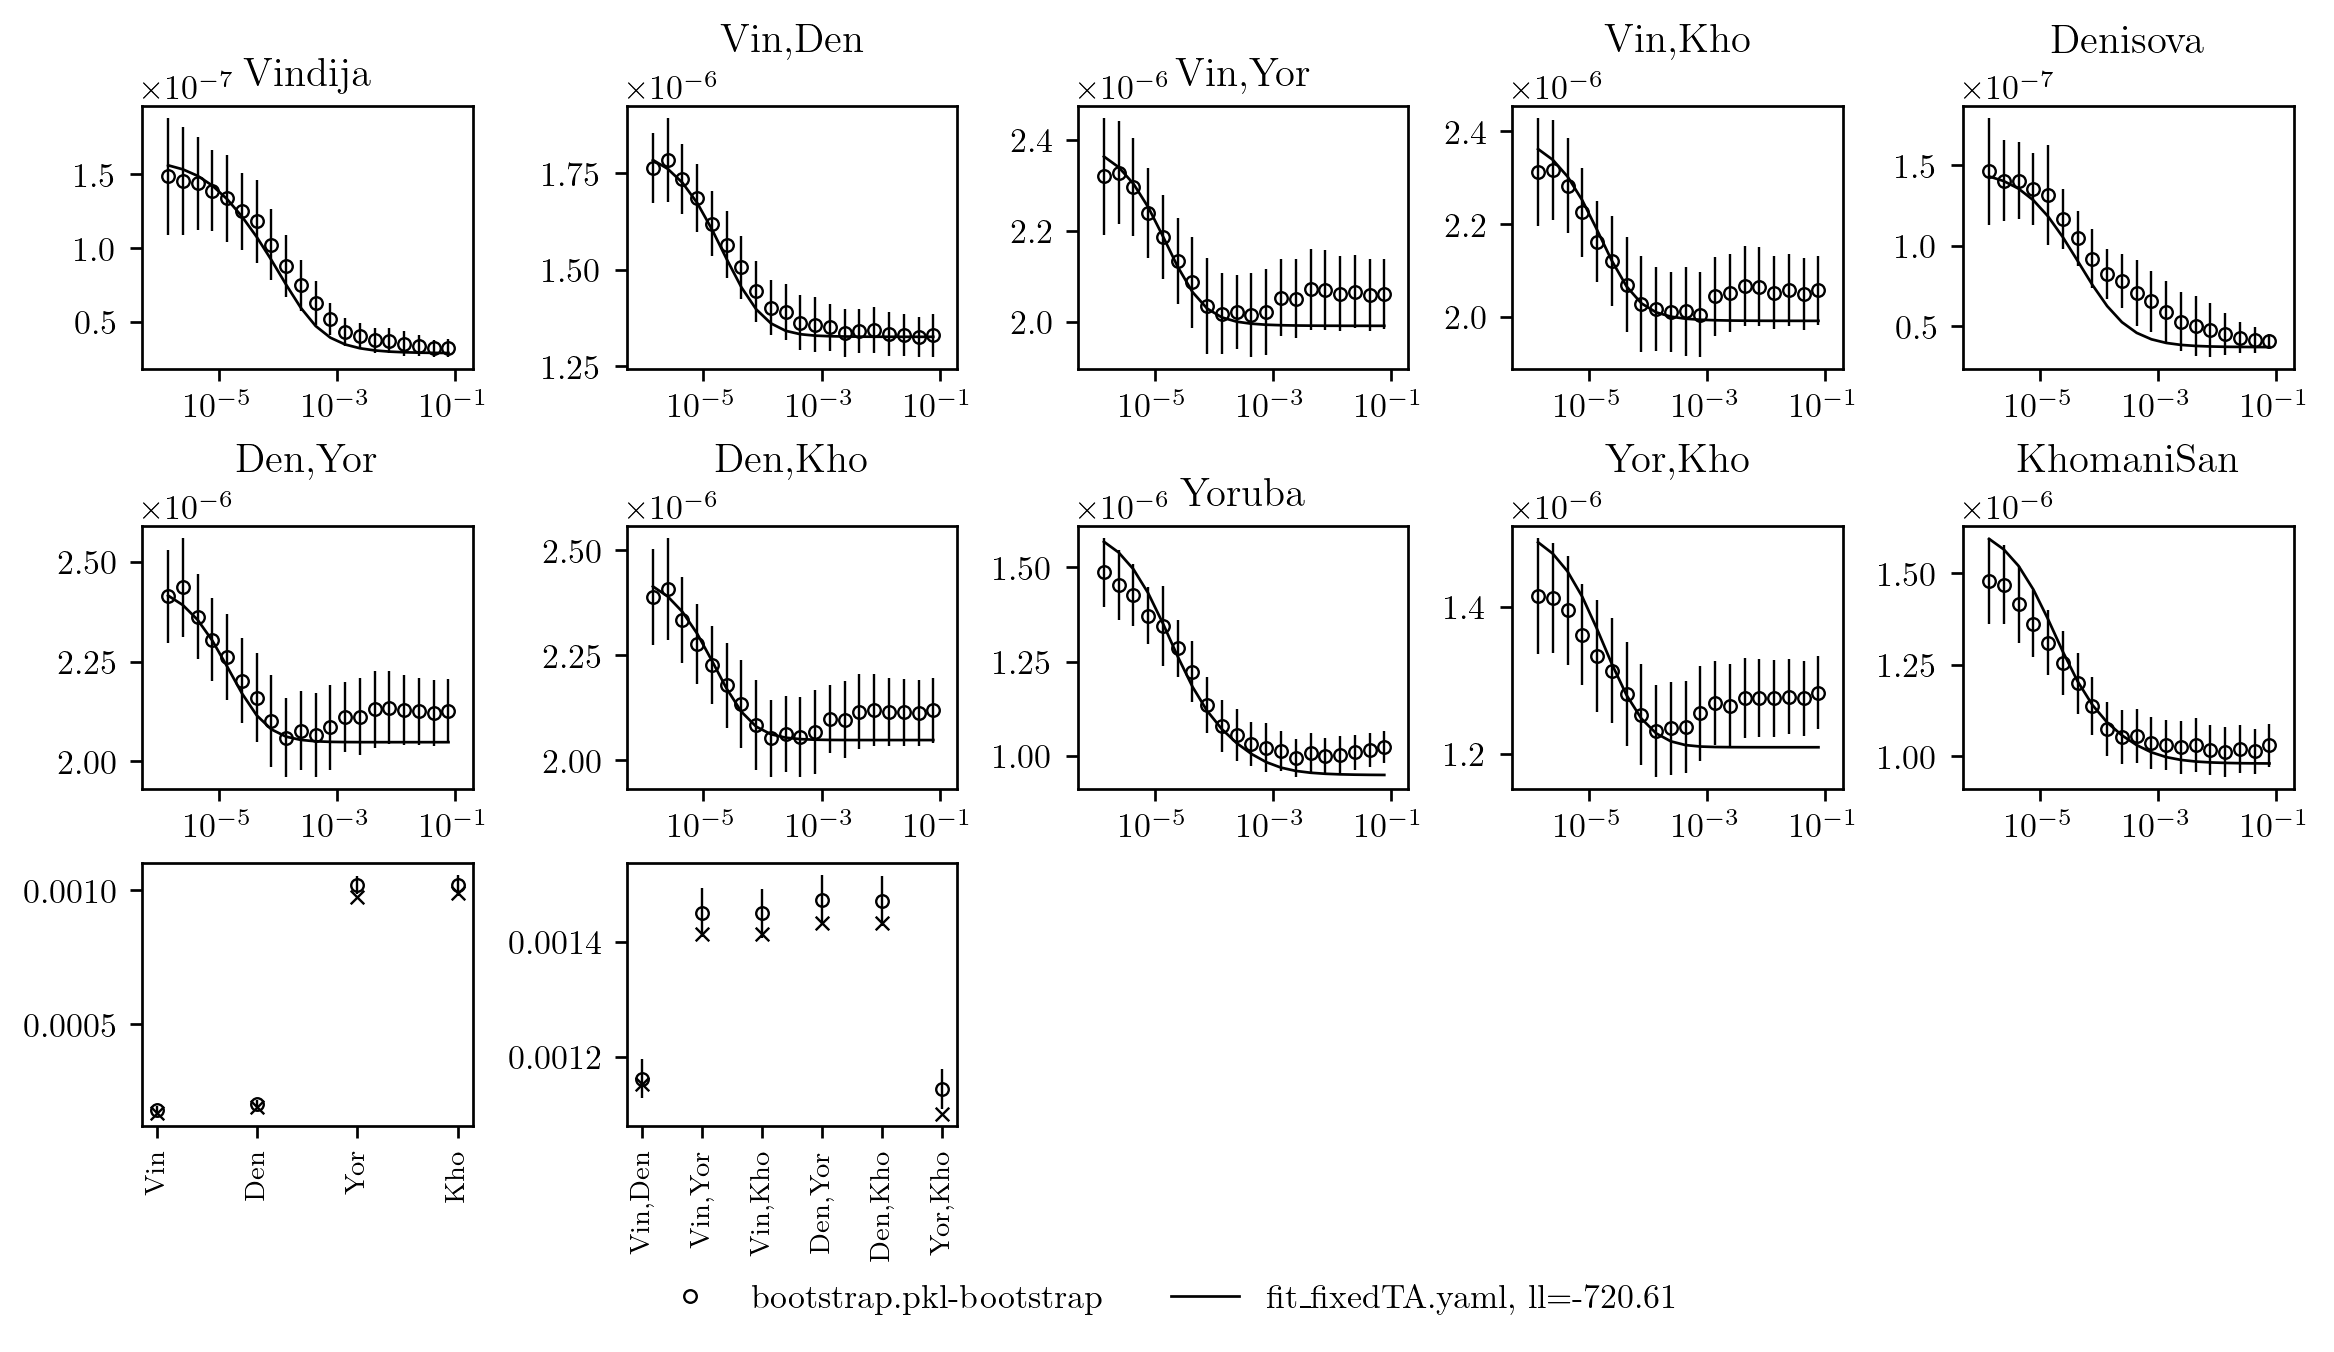 Vindija
×10⁻⁷
1.5
1.0
0.5
10⁻⁵ 10⁻³ 10⁻¹
Vin,Den
×10⁻⁶
1.75
1.50
1.25
10⁻⁵ 10⁻³ 10⁻¹
Vin,Yor
×10⁻⁶
2.4
2.2
2.0
10⁻⁵ 10⁻³ 10⁻¹
Vin,Kho
×10⁻⁶
2.4
2.2
2.0
10⁻⁵ 10⁻³ 10⁻¹
Denisova
×10⁻⁷
1.5
1.0
0.5
10⁻⁵ 10⁻³ 10⁻¹
Den,Yor
×10⁻⁶
2.50
2.25
2.00
10⁻⁵ 10⁻³ 10⁻¹
Den,Kho
×10⁻⁶
2.50
2.25
2.00
10⁻⁵ 10⁻³ 10⁻¹
Yoruba
×10⁻⁶
1.50
1.25
1.00
10⁻⁵ 10⁻³ 10⁻¹
Yor,Kho
×10⁻⁶
1.4
1.2
10⁻⁵ 10⁻³ 10⁻¹
KhomaniSan
×10⁻⁶
1.50
1.25
1.00
10⁻⁵ 10⁻³ 10⁻¹
0.0010
0.0005
Vin
Den
Yor
Kho
0.0014
0.0012
Vin,Den
Vin,Yor
Vin,Kho
Den,Yor
Den,Kho
Yor,Kho
bootstrap.pkl-bootstrap
fit_fixedTA.yaml, ll=-720.61